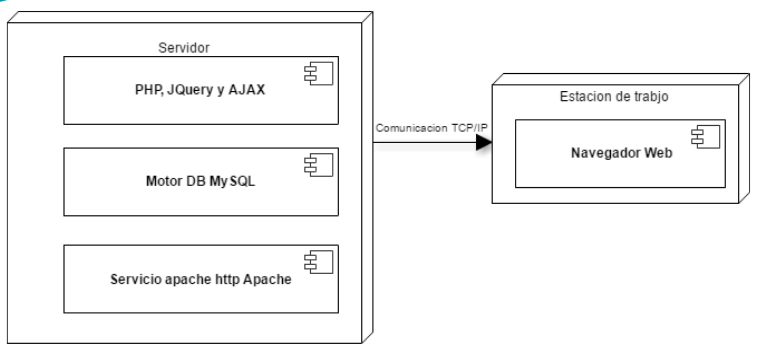 Servidor
PHP, JQuery y AJAX
Motor DB MySQL
Servicio apache http Apache
Comunicacion TCP/IP
Estacion de trabjo
Navegador Web